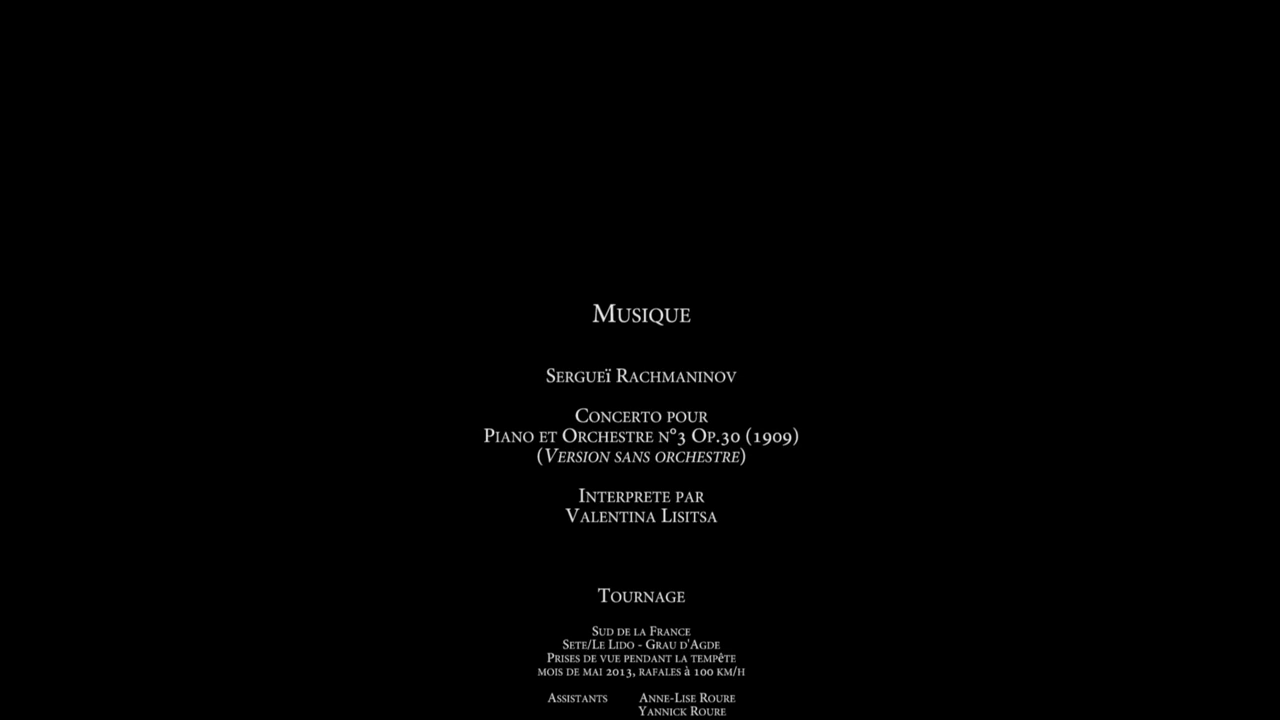 Musique
Sergueï Rachmaninov
Concerto pour
Piano et Orchestre n°3 Op.30 (1909)
(Version sans orchestre)
Interprete par
Valentina Lisitsa
Tournage
Sud de la France
Sete/Le Lido - Grau d'Agde
Prises de vue pendant la tempête
mois de mai 2013, rafales à 100 km/h
Assistants Anne-Lise Roure
Yannick Roure